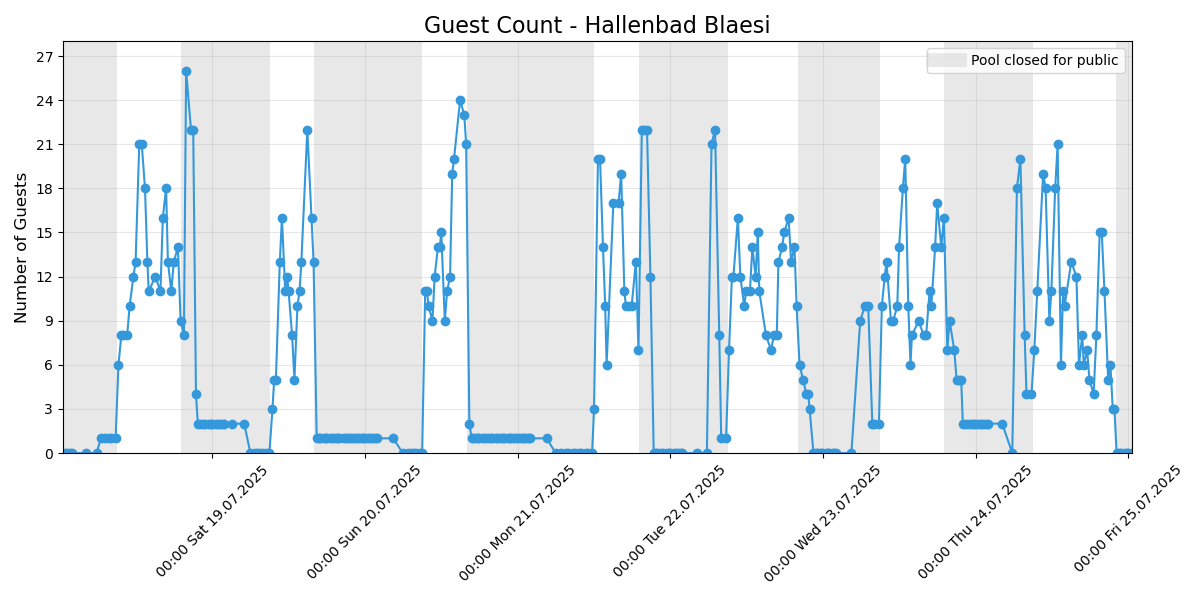 Guest Count - Hallenbad Blaesi
Pool closed for public
Number of Guests
27
24
21
18
15
12
9
6
3
0
00:00 Sat 19.07.2025
00:00 Sun 20.07.2025
00:00 Mon 21.07.2025
00:00 Tue 22.07.2025
00:00 Wed 23.07.2025
00:00 Thu 24.07.2025
00:00 Fri 25.07.2025